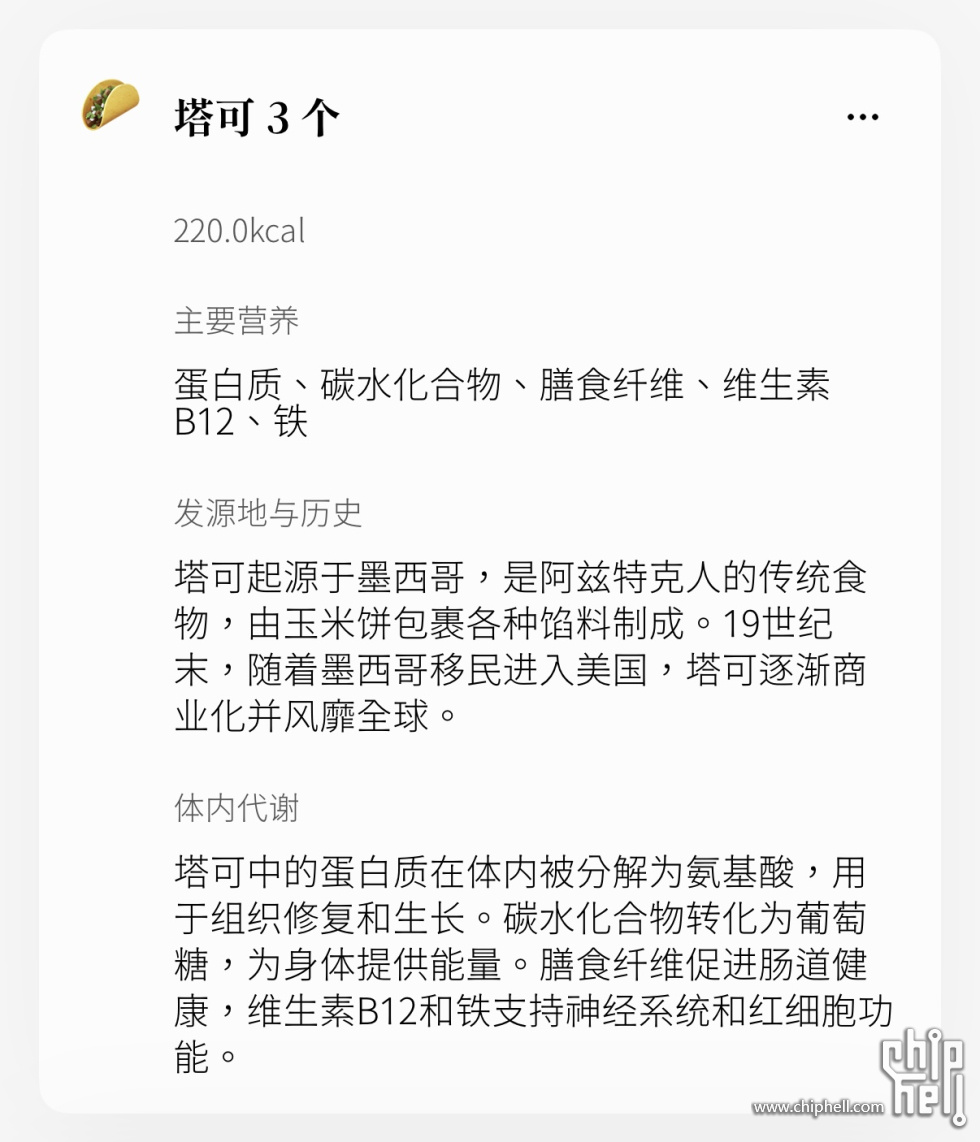 塔可 3 个
220.0kcal
主要营养
蛋白质、碳水化合物、膳食纤维、维生素
B12、铁
发源地与历史
塔可起源于墨西哥，是阿兹特克人的传统食
物，由玉米饼包裹各种馅料制成。19世纪
末，随着墨西哥移民进入美国，塔可逐渐商
业化并风靡全球。
体内代谢
塔可中的蛋白质在体内被分解为氨基酸，用
于组织修复和生长。碳水化合物转化为葡萄
糖，为身体提供能量。膳食纤维促进肠道健
康，维生素B12和铁支持神经系统和红细胞功
能。
chip
hell
www.chiphell.com